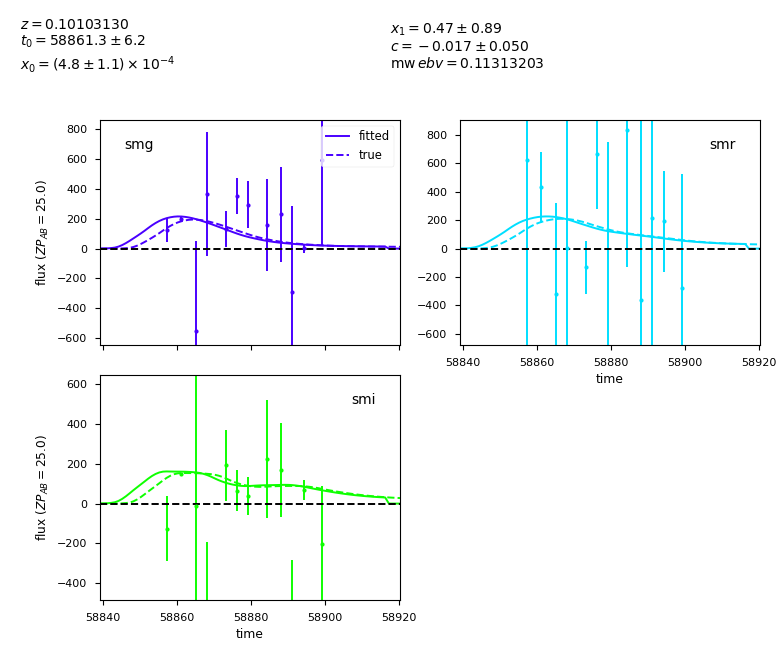 z = 0.10103130
t₀ = 58861.3 ± 6.2
x₀ = (4.8 ± 1.1) × 10⁻⁴
x₁ = 0.47 ± 0.89
c = −0.017 ± 0.050
mw ebv = 0.11313203
smg
fitted
true
flux (ZP_AB = 25.0)
800
600
400
200
0
−200
−400
−600
smr
800
600
400
200
0
−200
−400
−600
58840 58860 58880 58900 58920
time
smi
flux (ZP_AB = 25.0)
600
400
200
0
−200
−400
58840 58860 58880 58900 58920
time